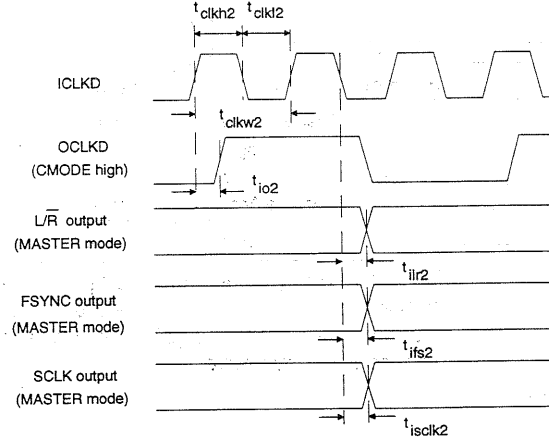 tclkh2 tclkl2
ICLKD
tclkw2
OCLKD
(CMODE high)
tio2
L/R̅ output
(MASTER mode)
tilr2
FSYNC output
(MASTER mode)
tifs2
SCLK output
(MASTER mode)
tisclk2